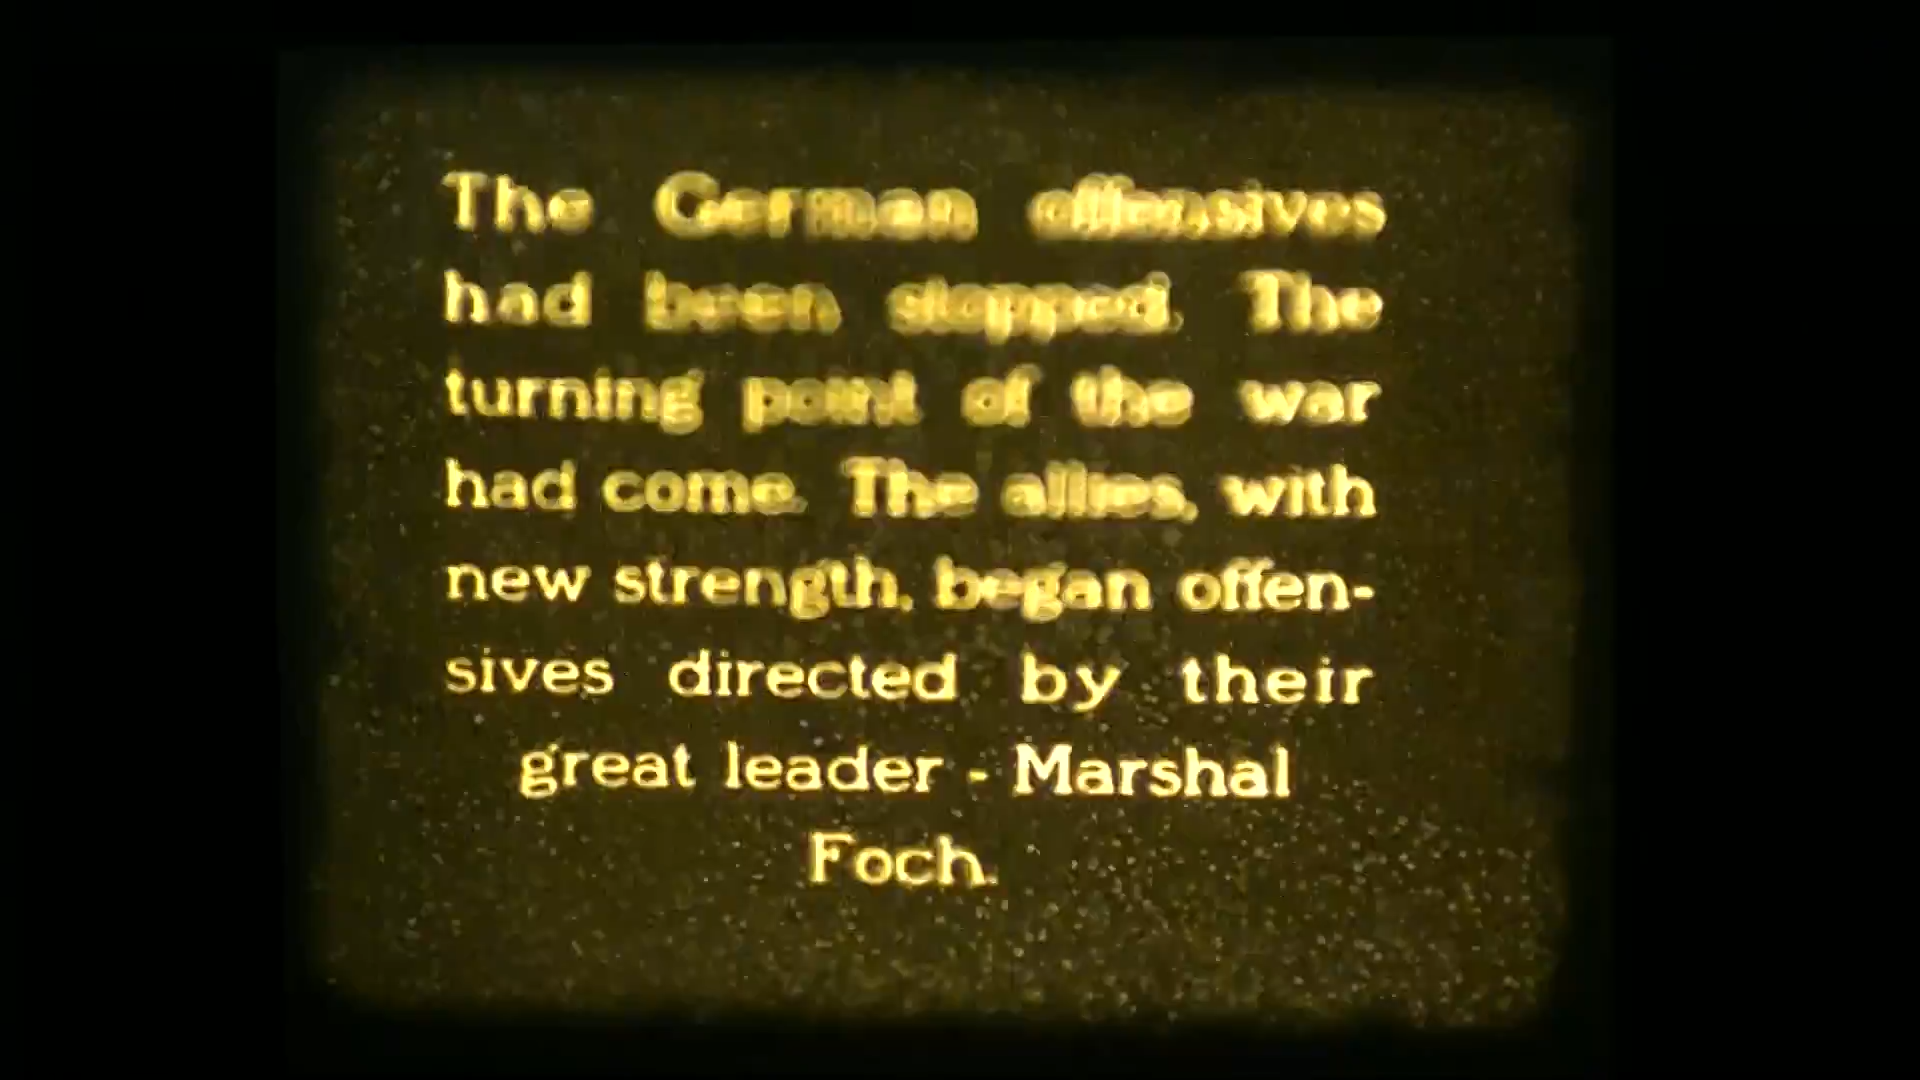 The German offensives
had been stopped. The
turning point of the war
had come. The allies, with
new strength, began offen-
sives directed by their
great leader - Marshal
Foch.